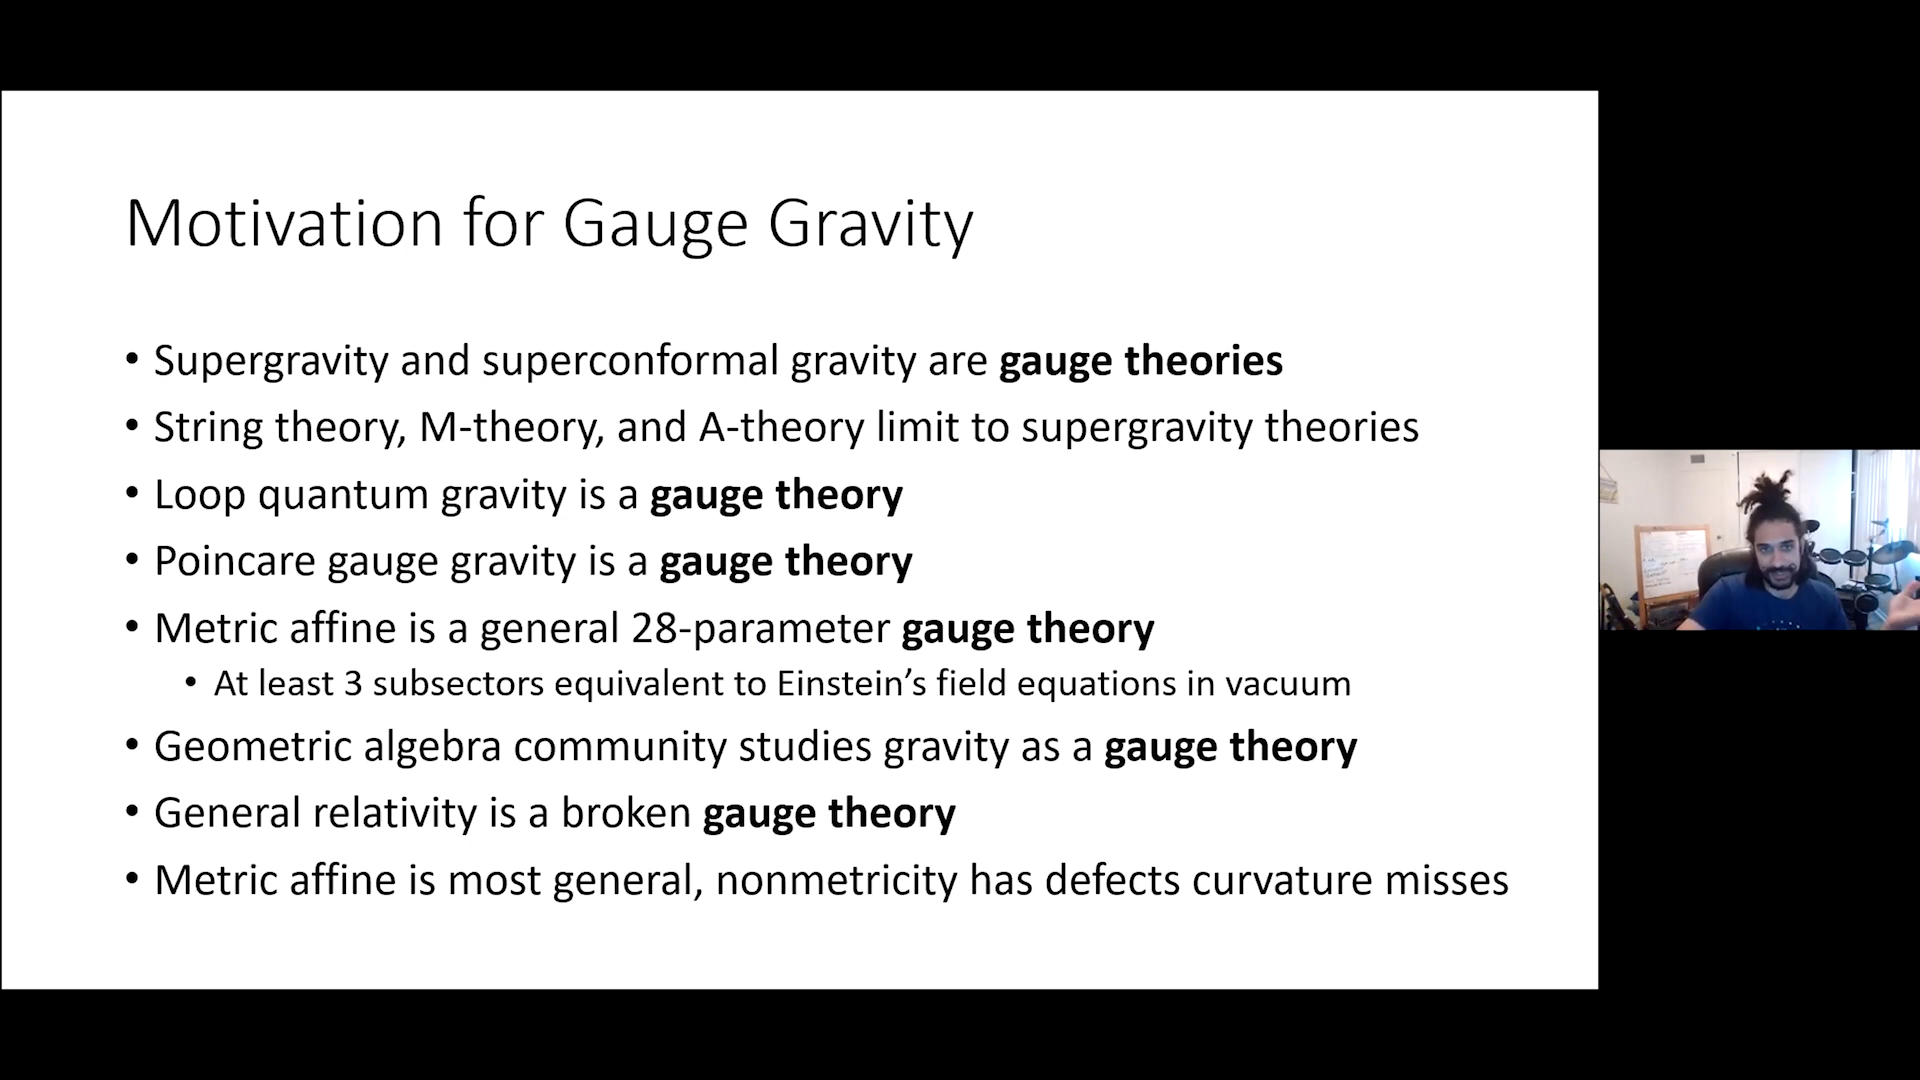 Motivation for Gauge Gravity
• Supergravity and superconformal gravity are gauge theories
• String theory, M-theory, and A-theory limit to supergravity theories
• Loop quantum gravity is a gauge theory
• Poincare gauge gravity is a gauge theory
• Metric affine is a general 28-parameter gauge theory
• At least 3 subsectors equivalent to Einstein’s field equations in vacuum
• Geometric algebra community studies gravity as a gauge theory
• General relativity is a broken gauge theory
• Metric affine is most general, nonmetricity has defects curvature misses